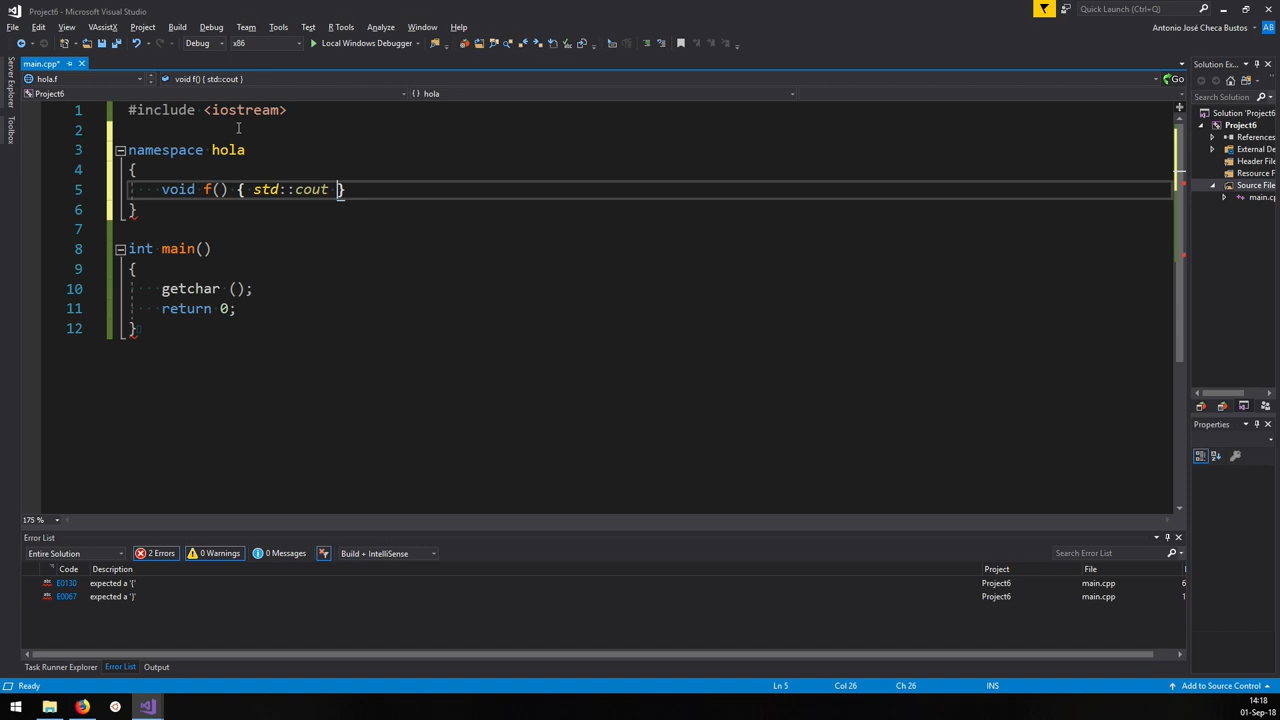 Project6 - Microsoft Visual Studio
Quick Launch (Ctrl+Q)
File Edit View VAssistX Project Build Debug Team Tools Test R Tools Analyze Window Help
Antonio José Checa Bustos AB
Debug x86 Local Windows Debugger
Server Explorer
Toolbox
main.cpp*
hola.f void f() { std::cout }
Go
Project6 hola
1 #include <iostream>
2
3 namespace hola
4 {
5 void f() { std::cout }
6 }
7
8 int main()
9 {
10 getchar ();
11 return 0;
12 }
175 %
Solution Ex...
Search Solution
Solution 'Project6'
Project6
References
External De
Header File
Resource F
Source File
main.cp
Properties
Error List
Entire Solution 2 Errors 0 Warnings 0 Messages Build + IntelliSense Search Error List
Code Description Project File
E0130 expected a '{' Project6 main.cpp 6
E0067 expected a '}' Project6 main.cpp 1
Task Runner Explorer Error List Output
Ready Ln 5 Col 26 Ch 26 INS Add to Source Control
14:18
01-Sep-18